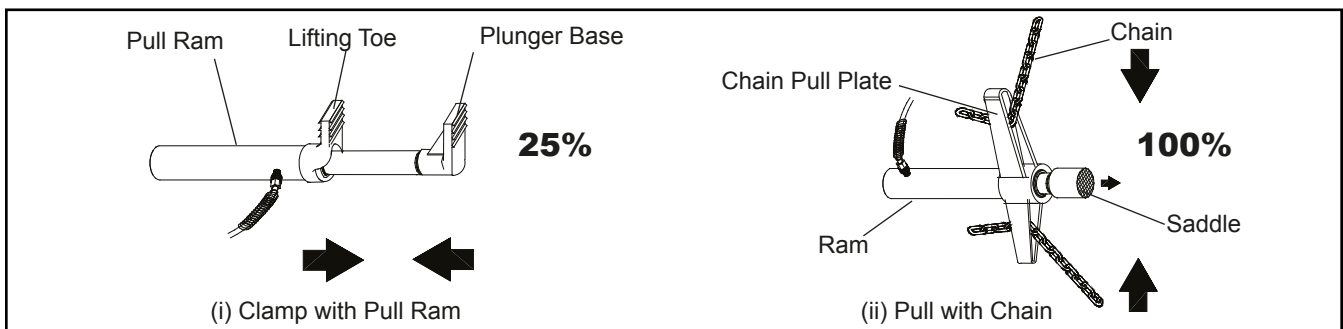 Pull Ram
Lifting Toe
Plunger Base
25%
(i) Clamp with Pull Ram
Chain
Chain Pull Plate
100%
Ram
Saddle
(ii) Pull with Chain